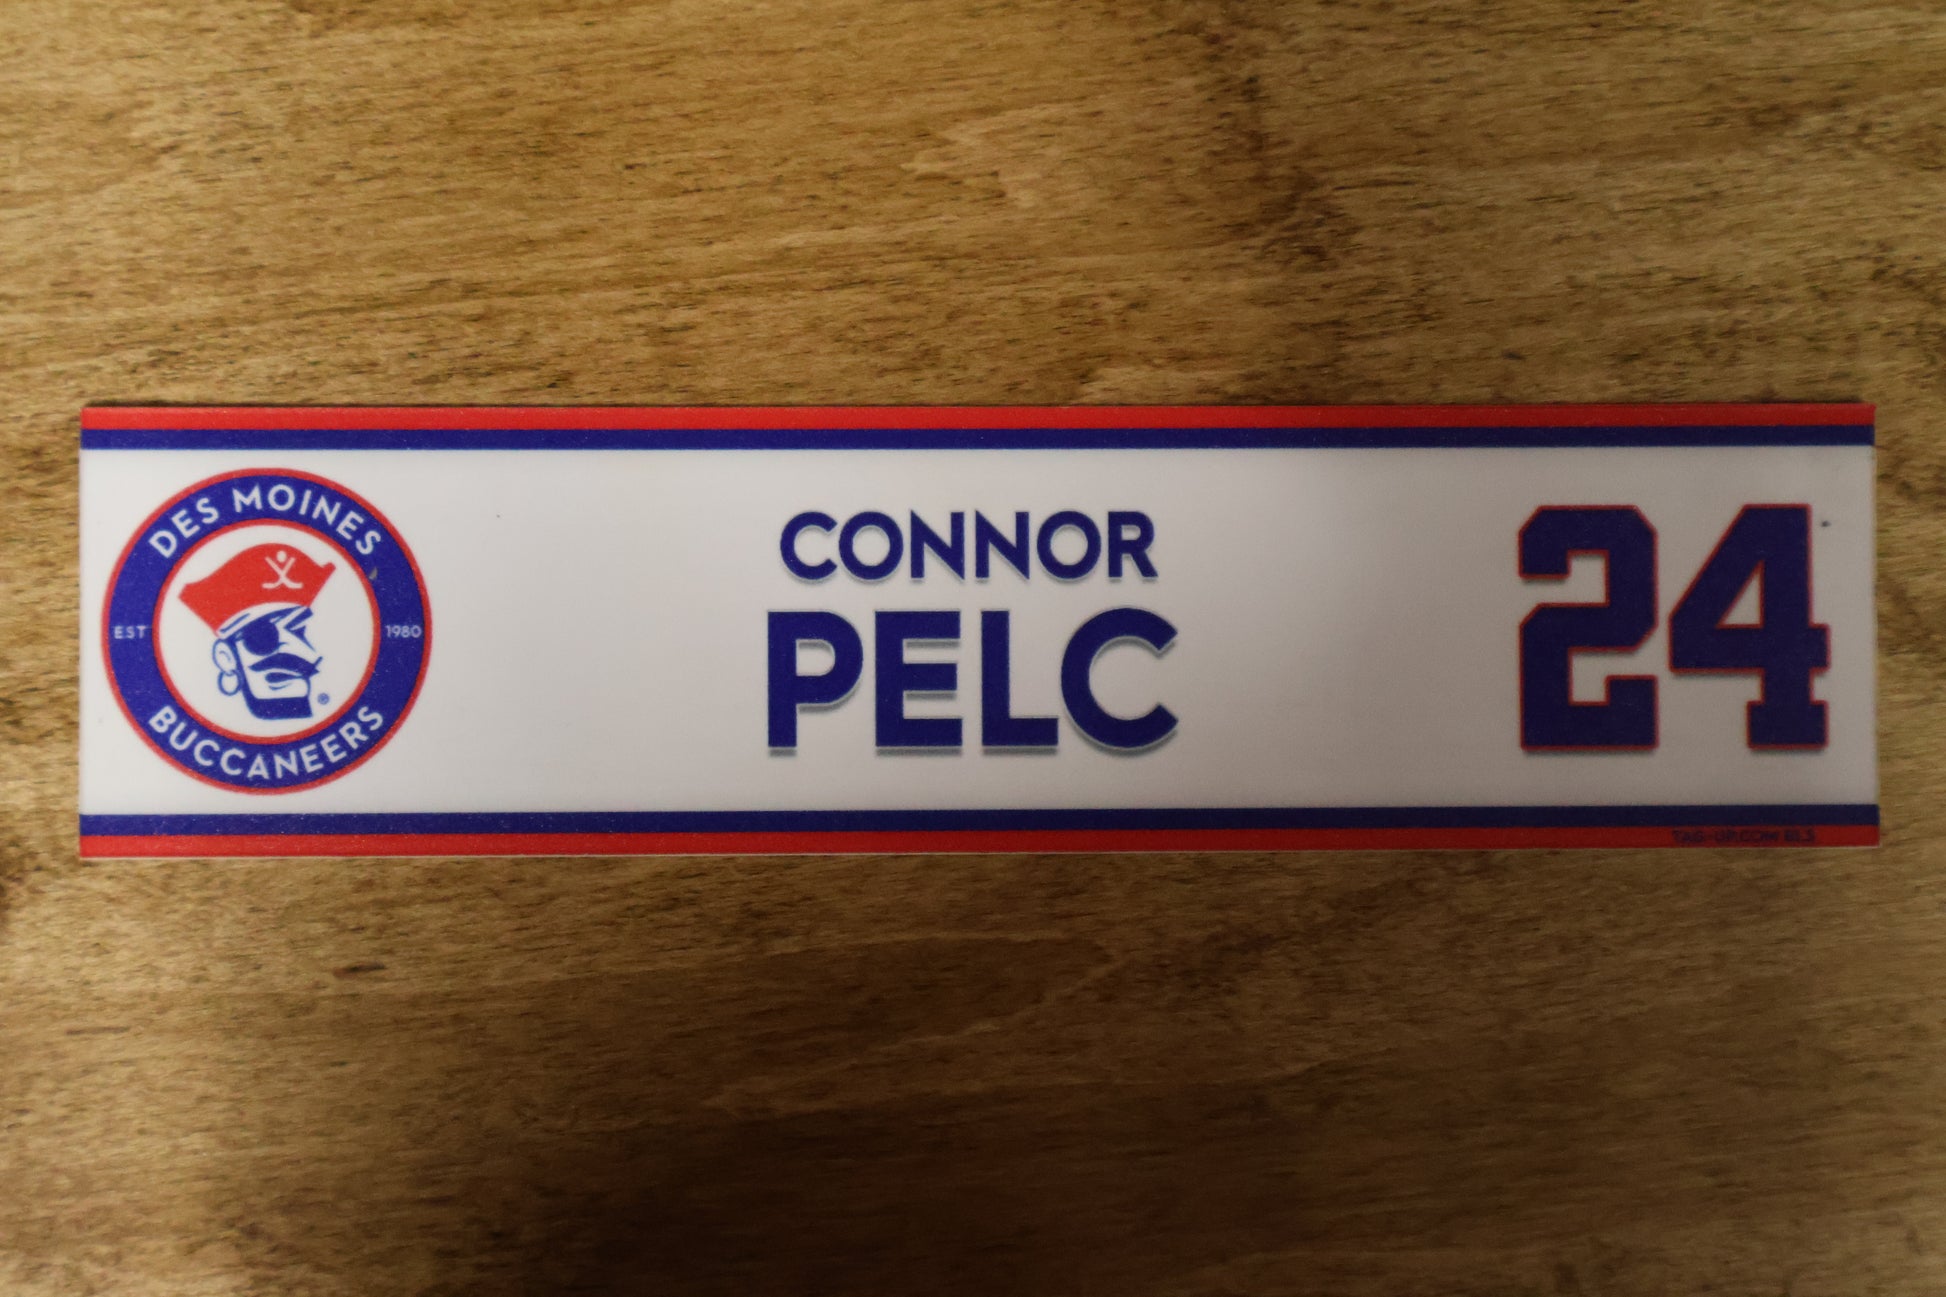 DES MOINES
EST 1980
BUCCANEERS
®
CONNOR
PELC
24